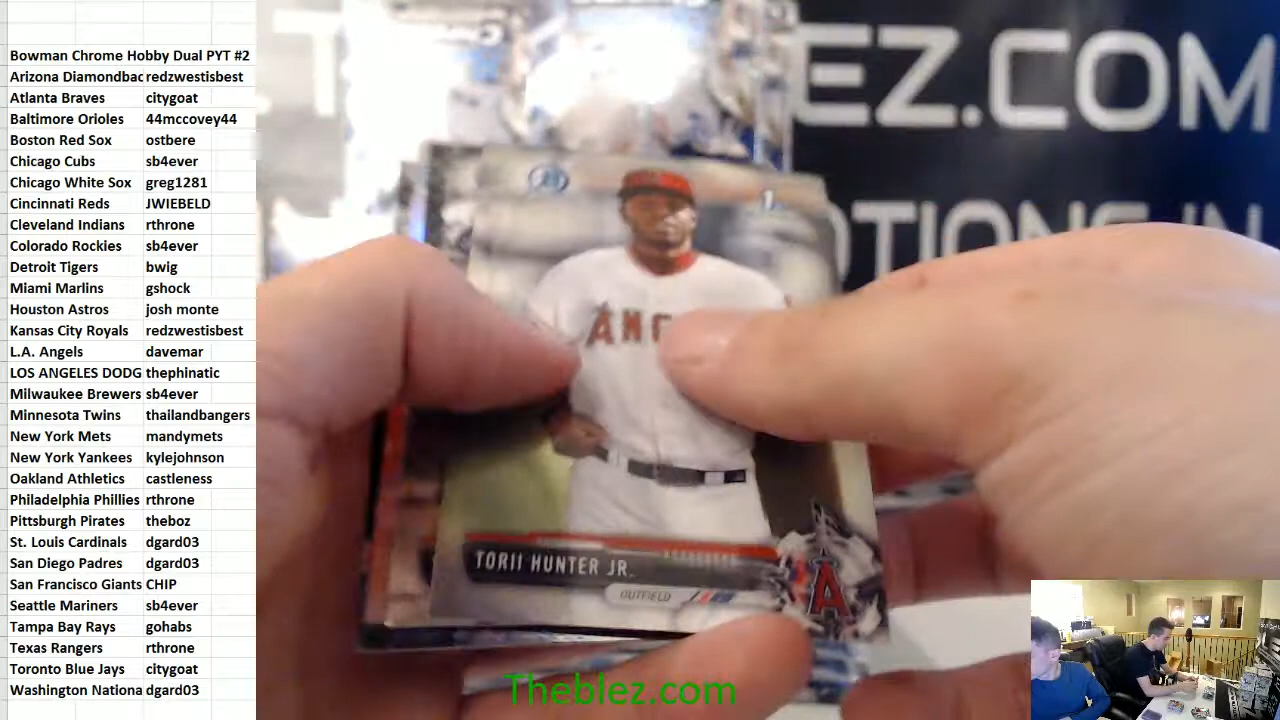 Bowman Chrome Hobby Dual PYT #2
Arizona Diamondbac redzwestisbest
Atlanta Braves citygoat
Baltimore Orioles 44mccovey44
Boston Red Sox ostbere
Chicago Cubs sb4ever
Chicago White Sox greg1281
Cincinnati Reds JWIEBELD
Cleveland Indians rthrone
Colorado Rockies sb4ever
Detroit Tigers bwig
Miami Marlins gshock
Houston Astros josh monte
Kansas City Royals redzwestisbest
L.A. Angels davemar
LOS ANGELES DODG thephinatic
Milwaukee Brewers sb4ever
Minnesota Twins thailandbangers
New York Mets mandymets
New York Yankees kylejohnson
Oakland Athletics castleness
Philadelphia Phillies rthrone
Pittsburgh Pirates theboz
St. Louis Cardinals dgard03
San Diego Padres dgard03
San Francisco Giants CHIP
Seattle Mariners sb4ever
Tampa Bay Rays gohabs
Texas Rangers rthrone
Toronto Blue Jays citygoat
Washington Nationa dgard03
EZ.COM
OTIONS IN
ANG
TORII HUNTER JR.
OUTFIELD
A
Theblez.com